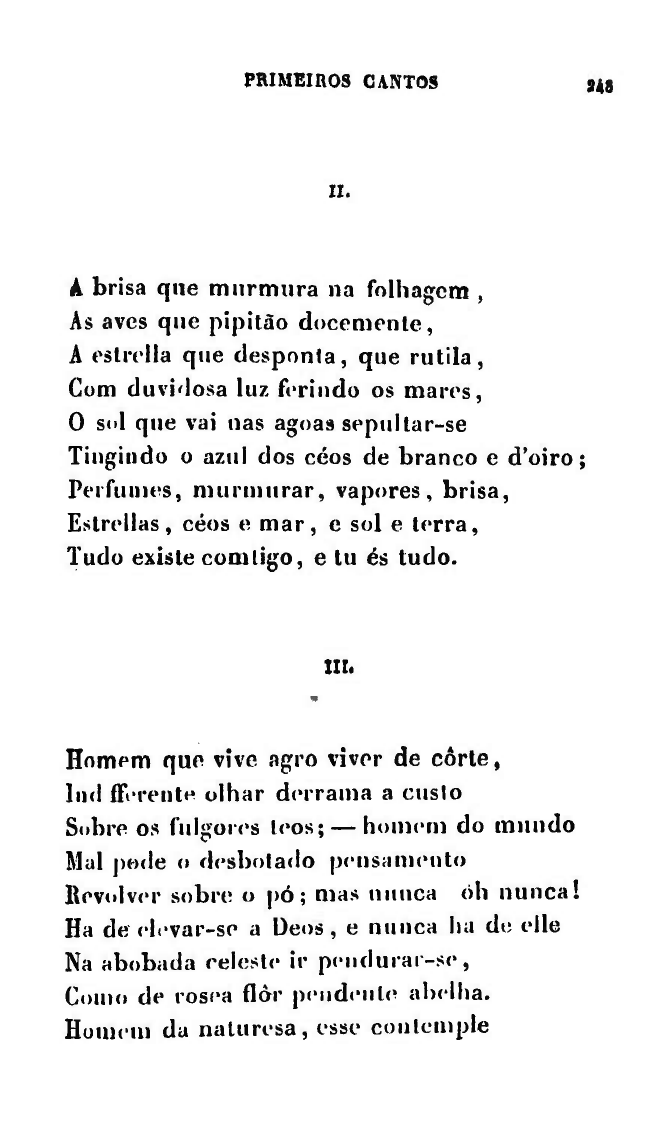 PRIMEIROS CANTOS 243
II.
A brisa que murmura na folhagem ,
As aves que pipitão docemente,
A estrella que desponta, que rutila,
Com duvidosa luz ferindo os mares,
O sol que vai nas agoas sepultar-se
Tingindo o azul dos céos de branco e d'oiro;
Perfumes, murmurar, vapores, brisa,
Estrellas, céos e mar, e sol e terra,
Tudo existe comtigo, e tu és tudo.
III.
Homem que vive agro viver de côrte,
Ind fferente olhar derrama a custo
Sobre os fulgores teos; — homem do mundo
Mal pode o desbotado pensamento
Revolver sobre o pó; mas nunca óh nunca!
Ha de elevar-se a Deos, e nunca ha de elle
Na abobada celeste ir pendurar-se,
Como de rosea flôr pendente abelha.
Homem da naturesa, esse contemple